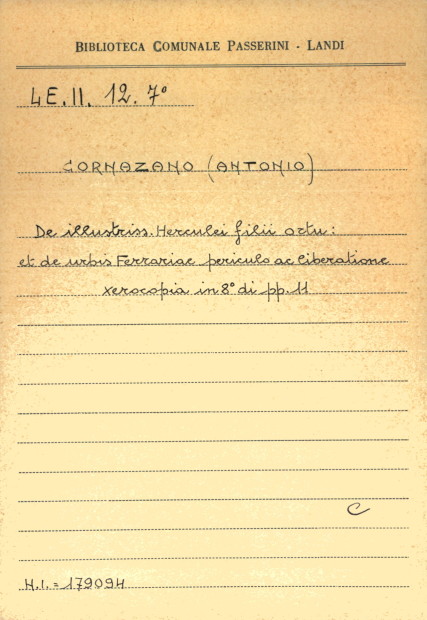 BIBLIOTECA COMUNALE PASSERINI - LANDI
4E.II. 12. 7°
CORNAZANO (ANTONIO)
De illustriss. Herculei filii ortu:
et de urbis Ferrariae periculo ac liberatione
xerocopia in 8° di pp. 11
C
N.I. = 179094